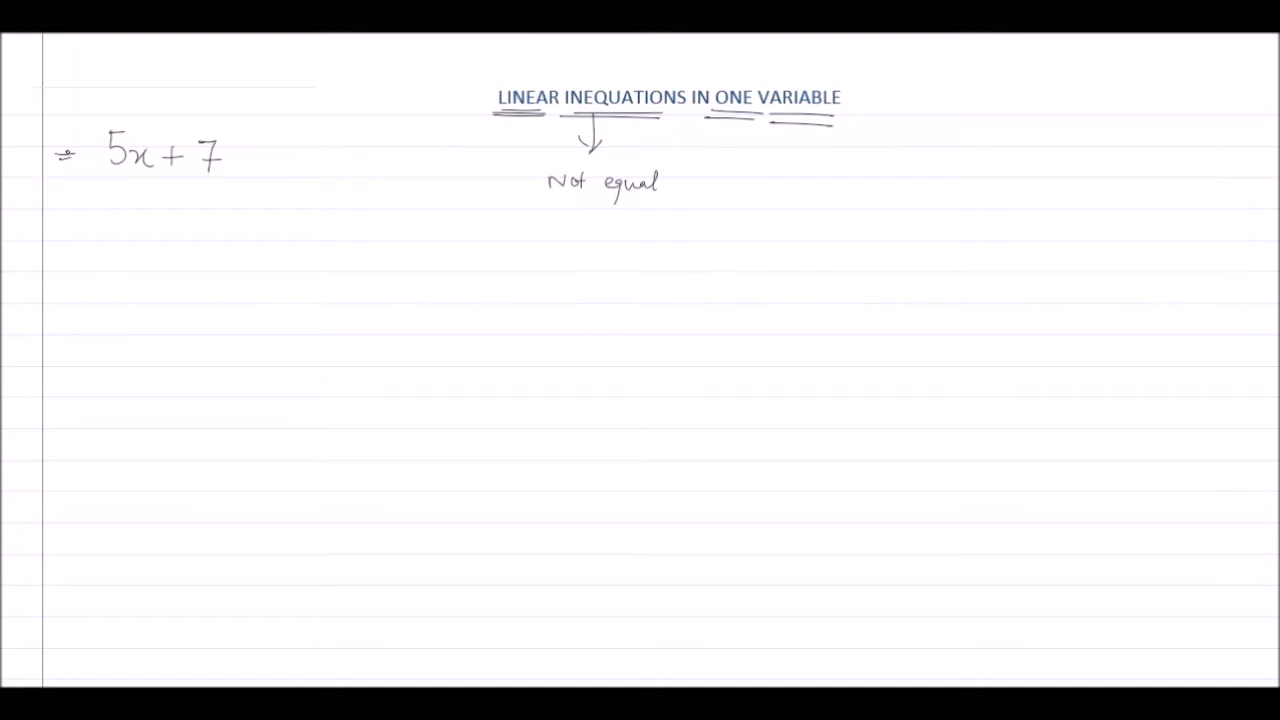 LINEAR INEQUATIONS IN ONE VARIABLE
5x + 7
Not equal